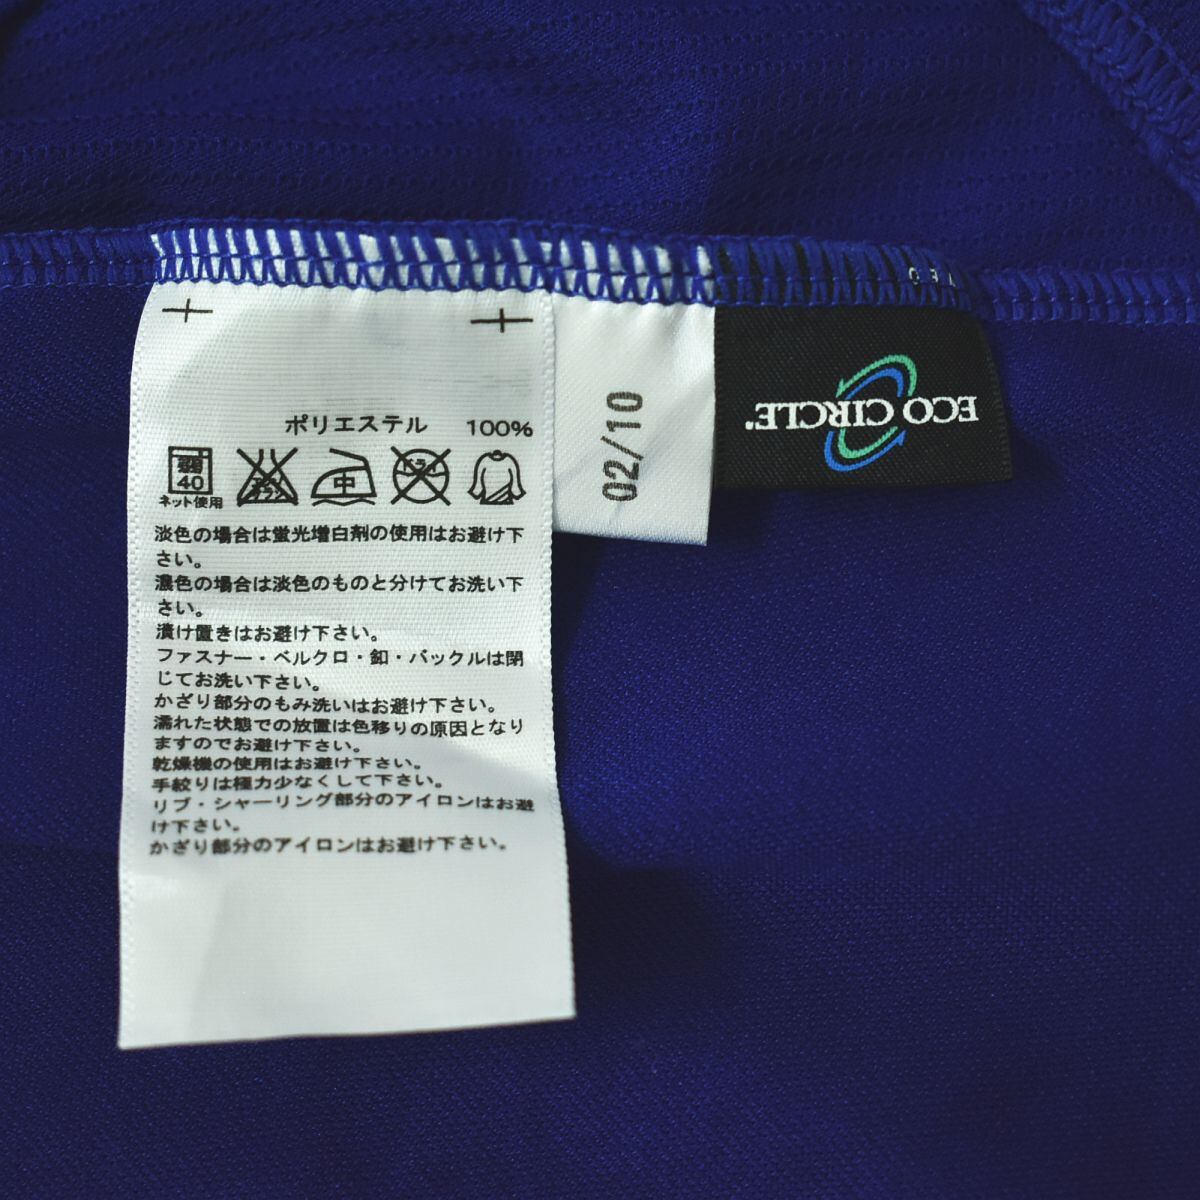 ポリエステル 100%
40
中
ネット使用
淡色の場合は蛍光増白剤の使用はお避け下
さい。
濃色の場合は淡色のものと分けてお洗い下
さい。
漬け置きはお避け下さい。
ファスナー・ベルクロ・釦・バックルは閉
じてお洗い下さい。
かざり部分のもみ洗いはお避け下さい。
濡れた状態での放置は色移りの原因となり
ますのでお避け下さい。
乾燥機の使用はお避け下さい。
手絞りは極力少なくして下さい。
リブ・シャーリング部分のアイロンはお避
け下さい。
かざり部分のアイロンはお避け下さい。
02/10
ECO CIRCLE